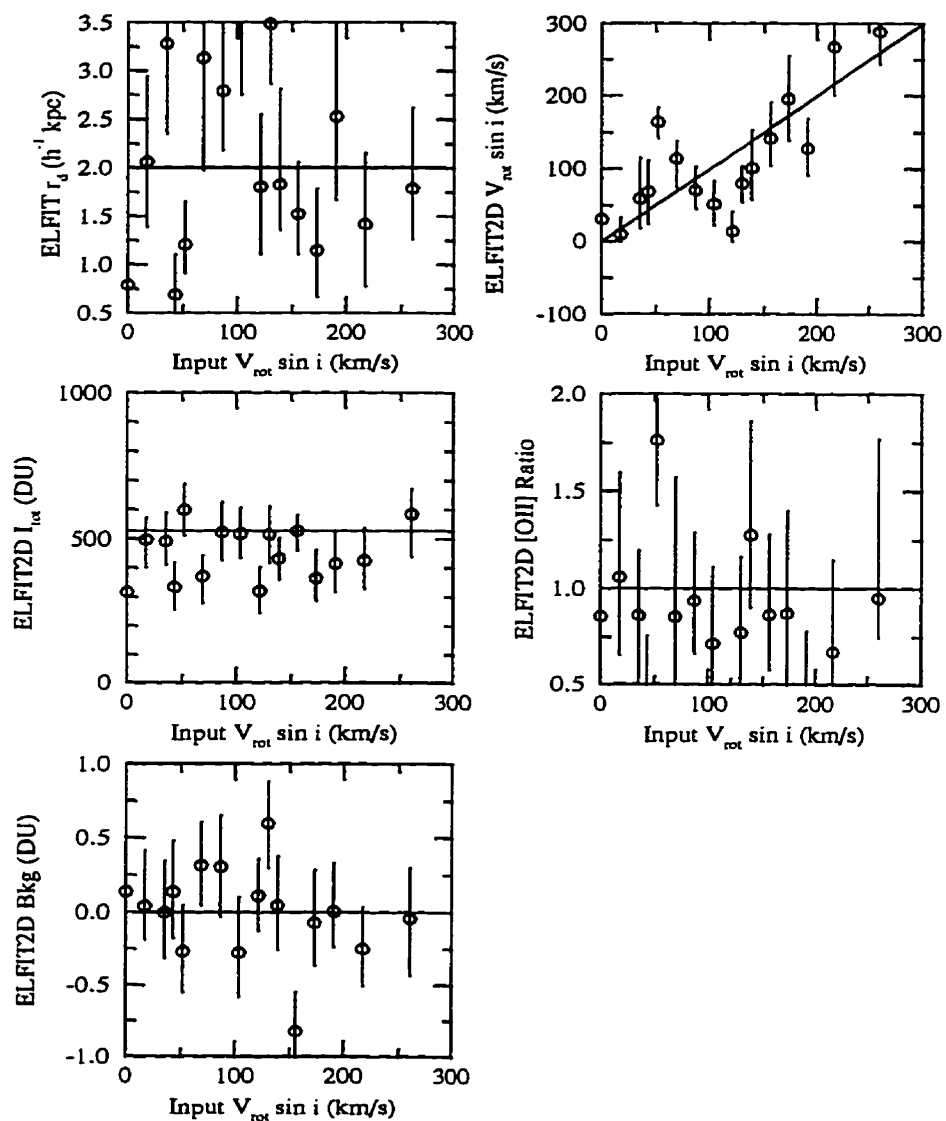 3.5
3.0
2.5
2.0
1.5
1.0
0.5
ELFIT r_d (h⁻¹ kpc)
0 100 200 300
Input V_rot sin i (km/s)
300
200
100
0
-100
ELFIT2D V_rot sin i (km/s)
0 100 200 300
Input V_rot sin i (km/s)
1000
500
0
ELFIT2D I_tot (DU)
0 100 200 300
Input V_rot sin i (km/s)
2.0
1.5
1.0
0.5
ELFIT2D [OII] Ratio
0 100 200 300
Input V_rot sin i (km/s)
1.0
0.5
0.0
-0.5
-1.0
ELFIT2D Bkg (DU)
0 100 200 300
Input V_rot sin i (km/s)